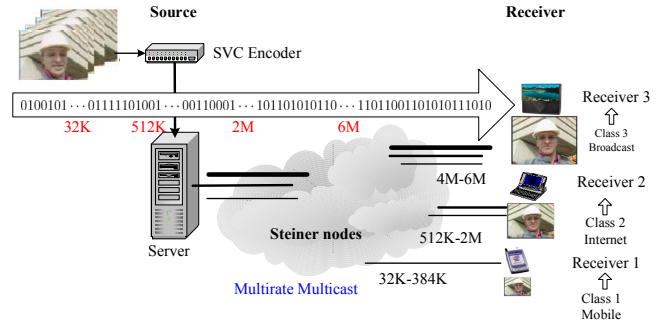 Source
Receiver
SVC Encoder
0100101 ··· 01111101001 ··· 00110001 ··· 101101010110 ··· 11011001101010111010
32K 512K 2M 6M
Receiver 3
Class 3
Broadcast
4M-6M
Receiver 2
Class 2
Internet
Steiner nodes
512K-2M
Server
Receiver 1
32K-384K
Multirate Multicast
Class 1
Mobile